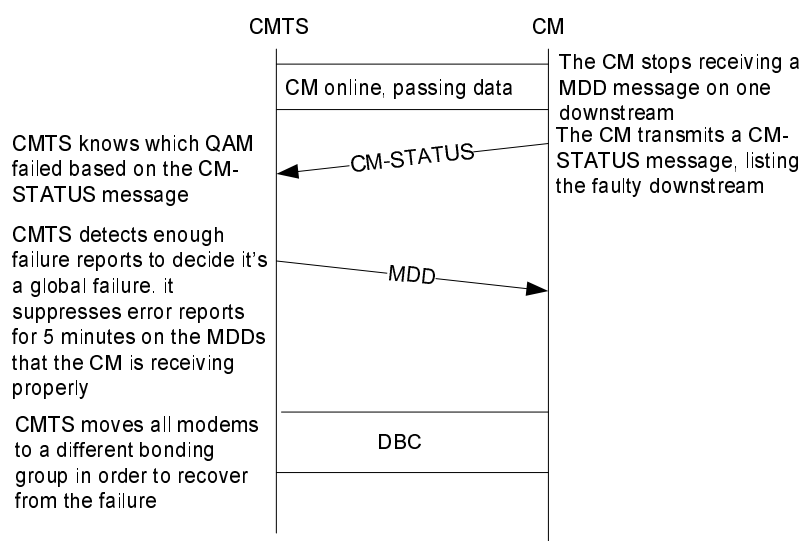 CMTS
CM
CM online, passing data
The CM stops receiving a
MDD message on one
downstream
The CM transmits a CM-
STATUS message, listing
the faulty downstream
CM-STATUS
CMTS knows which QAM
failed based on the CM-
STATUS message
CMTS detects enough
failure reports to decide it's
a global failure. it
suppresses error reports
for 5 minutes on the MDDs
that the CM is receiving
properly
MDD
CMTS moves all modems
to a different bonding
group in order to recover
from the failure
DBC